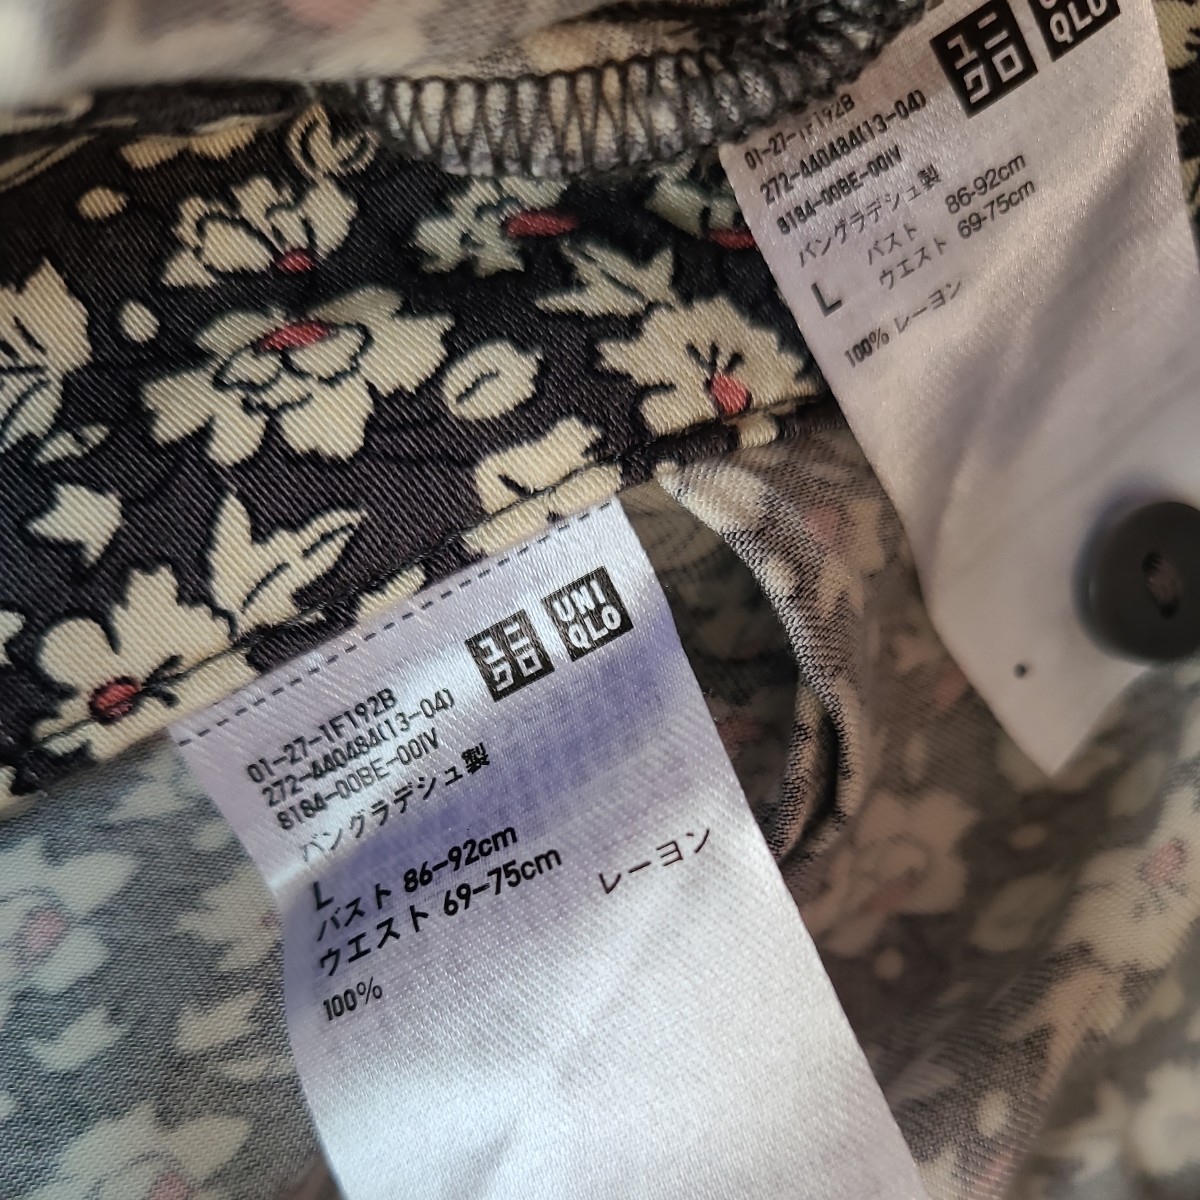 ユニクロ UNIQLO
01-27-1F192B
272-440484(13-04)
8184-00BE-00IV
バングラデシュ製
L
バスト 86-92cm
ウエスト 69-75cm
100% レーヨン
ユニクロ UNIQLO
01-27-1F192B
272-440484(13-04)
8184-00BE-00IV
バングラデシュ製
L
バスト 86-92cm
ウエスト 69-75cm
100% レーヨン